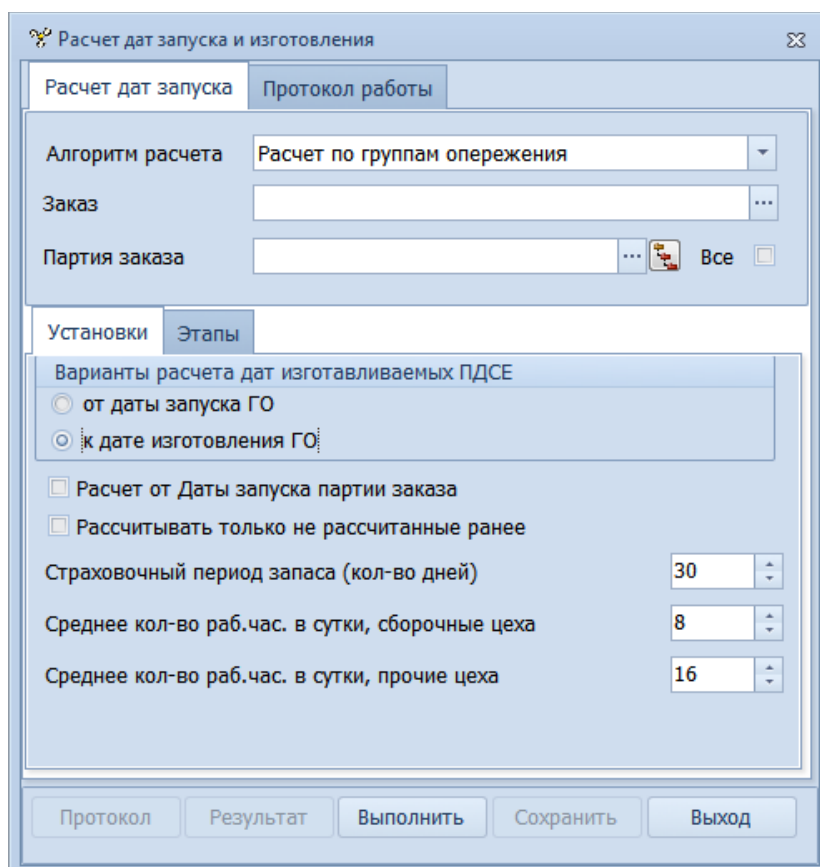 Расчет дат запуска и изготовления
Расчет дат запуска Протокол работы
Алгоритм расчета Расчет по группам опережения
Заказ ...
Партия заказа ... Все
Установки Этапы
Варианты расчета дат изготавливаемых ПДСЕ
от даты запуска ГО
к дате изготовления ГО
Расчет от Даты запуска партии заказа
Рассчитывать только не рассчитанные ранее
Страховочный период запаса (кол-во дней) 30
Среднее кол-во раб.час. в сутки, сборочные цеха 8
Среднее кол-во раб.час. в сутки, прочие цеха 16
Протокол Результат Выполнить Сохранить Выход